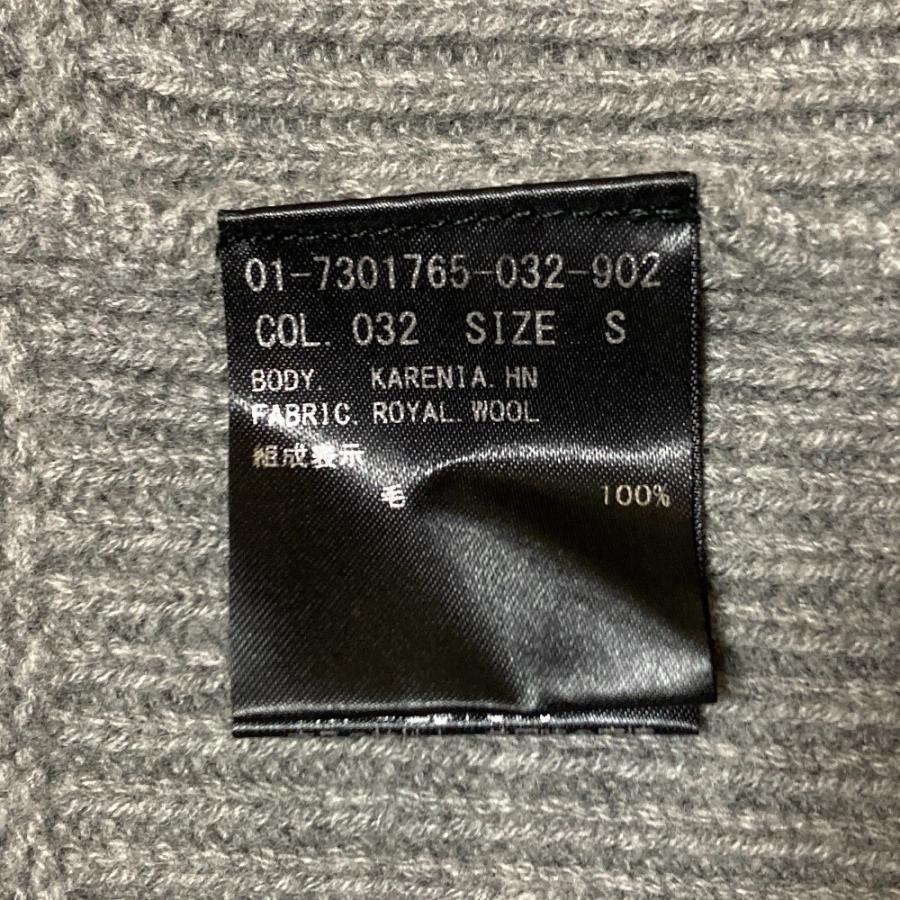 01-7301765-032-902
COL. 032 SIZE S
BODY. KARENIA. HN
FABRIC. ROYAL. WOOL
組成表示
毛 100%